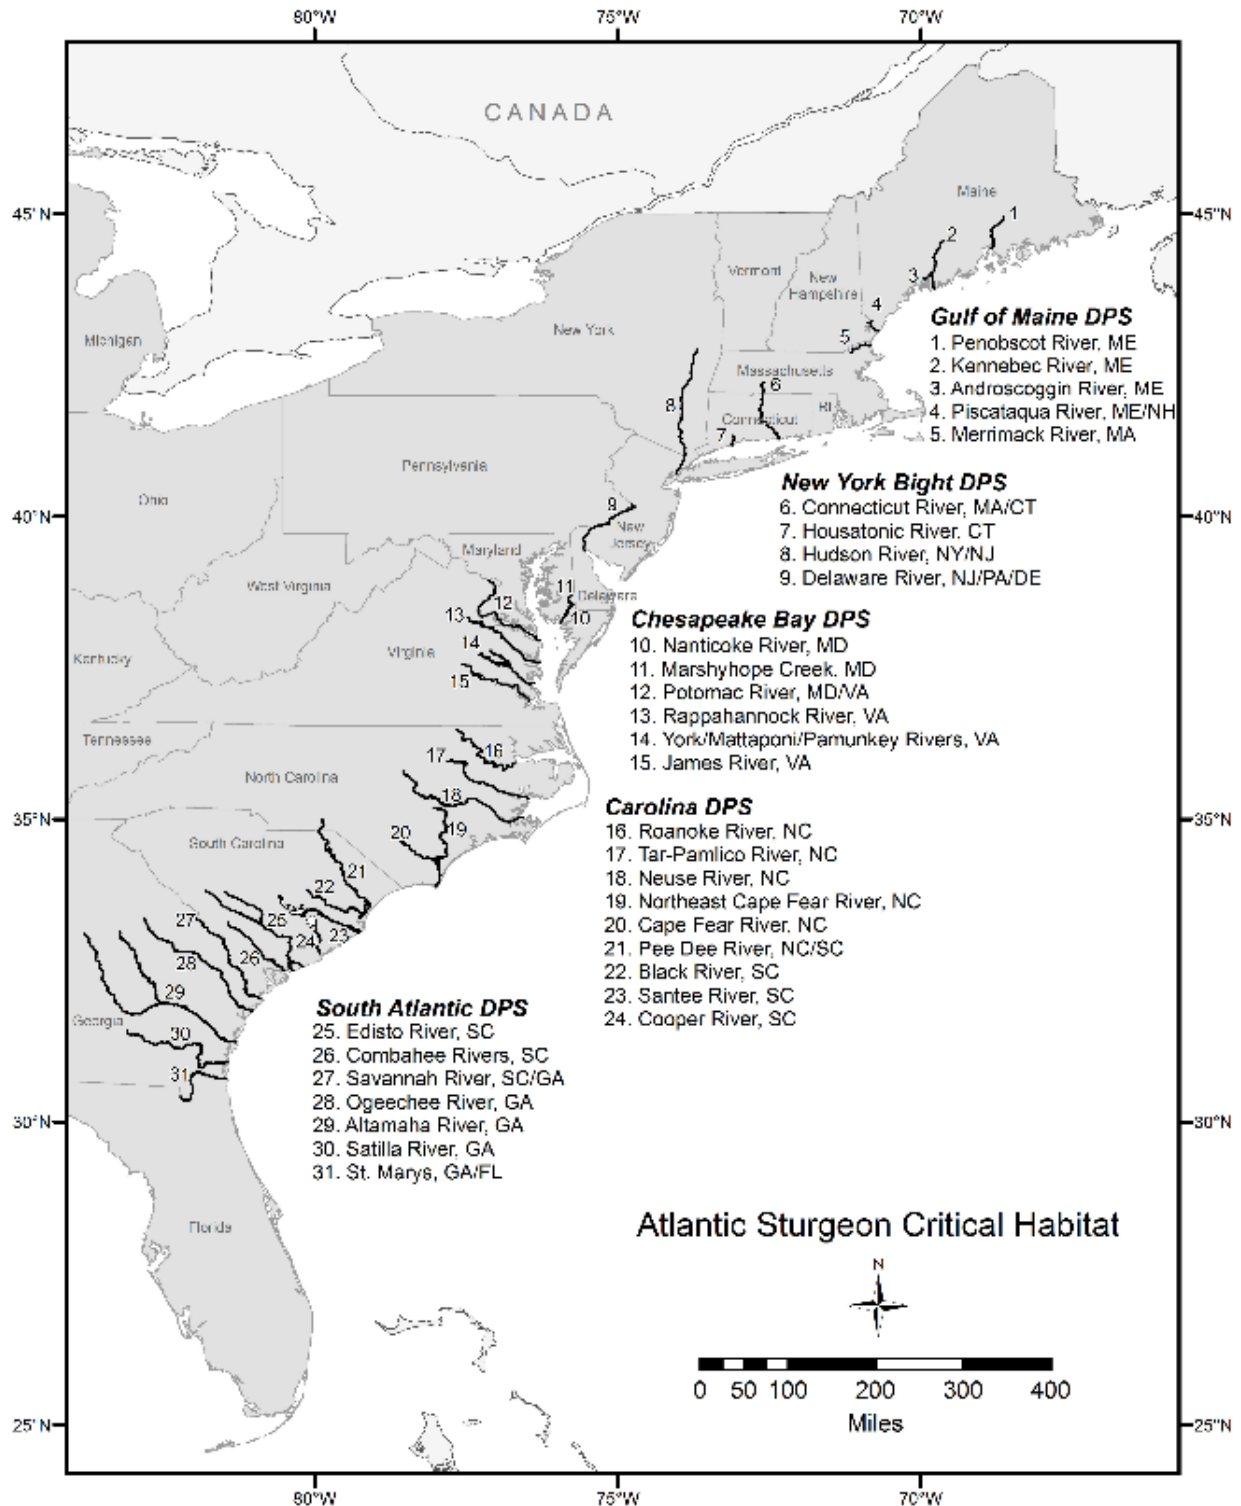 80°W 75°W 70°W
CANADA
Maine
45°N 45°N
1
2
3
Vermont
New
Hampshire
4
Gulf of Maine DPS
1. Penobscot River, ME
2. Kennebec River, ME
3. Androscoggin River, ME
4. Piscataqua River, ME/NH
5. Merrimack River, MA
New York
Michigan
5
Massachusetts
6
8
RI
Connecticut
7
Pennsylvania
New York Bight DPS
6. Connecticut River, MA/CT
7. Housatonic River, CT
8. Hudson River, NY/NJ
9. Delaware River, NJ/PA/DE
Ohio
9
40°N 40°N
New
Jersey
Maryland
West Virginia
11
Delaware
12
10
13
Chesapeake Bay DPS
10. Nanticoke River, MD
11. Marshyhope Creek. MD
12. Potomac River, MD/VA
13. Rappahannock River, VA
14. York/Mattaponi/Pamunkey Rivers, VA
15. James River, VA
14
Virginia
Kentucky
15
Tennessee
17
16
North Carolina
18
Carolina DPS
16. Roanoke River, NC
17. Tar-Pamlico River, NC
18. Neuse River, NC
19. Northeast Cape Fear River, NC
20. Cape Fear River, NC
21. Pee Dee River, NC/SC
22. Black River, SC
23. Santee River, SC
24. Cooper River, SC
35°N 35°N
20
19
South Carolina
21
22
27
25
23
24
26
28
29
South Atlantic DPS
25. Edisto River, SC
26. Combahee Rivers, SC
27. Savannah River, SC/GA
28. Ogeechee River, GA
29. Altamaha River, GA
30. Satilla River, GA
31. St. Marys, GA/FL
Georgia
30
31
30°N 30°N
Florida
Atlantic Sturgeon Critical Habitat
N
0 50 100 200 300 400
Miles
25°N 25°N
80°W 75°W 70°W